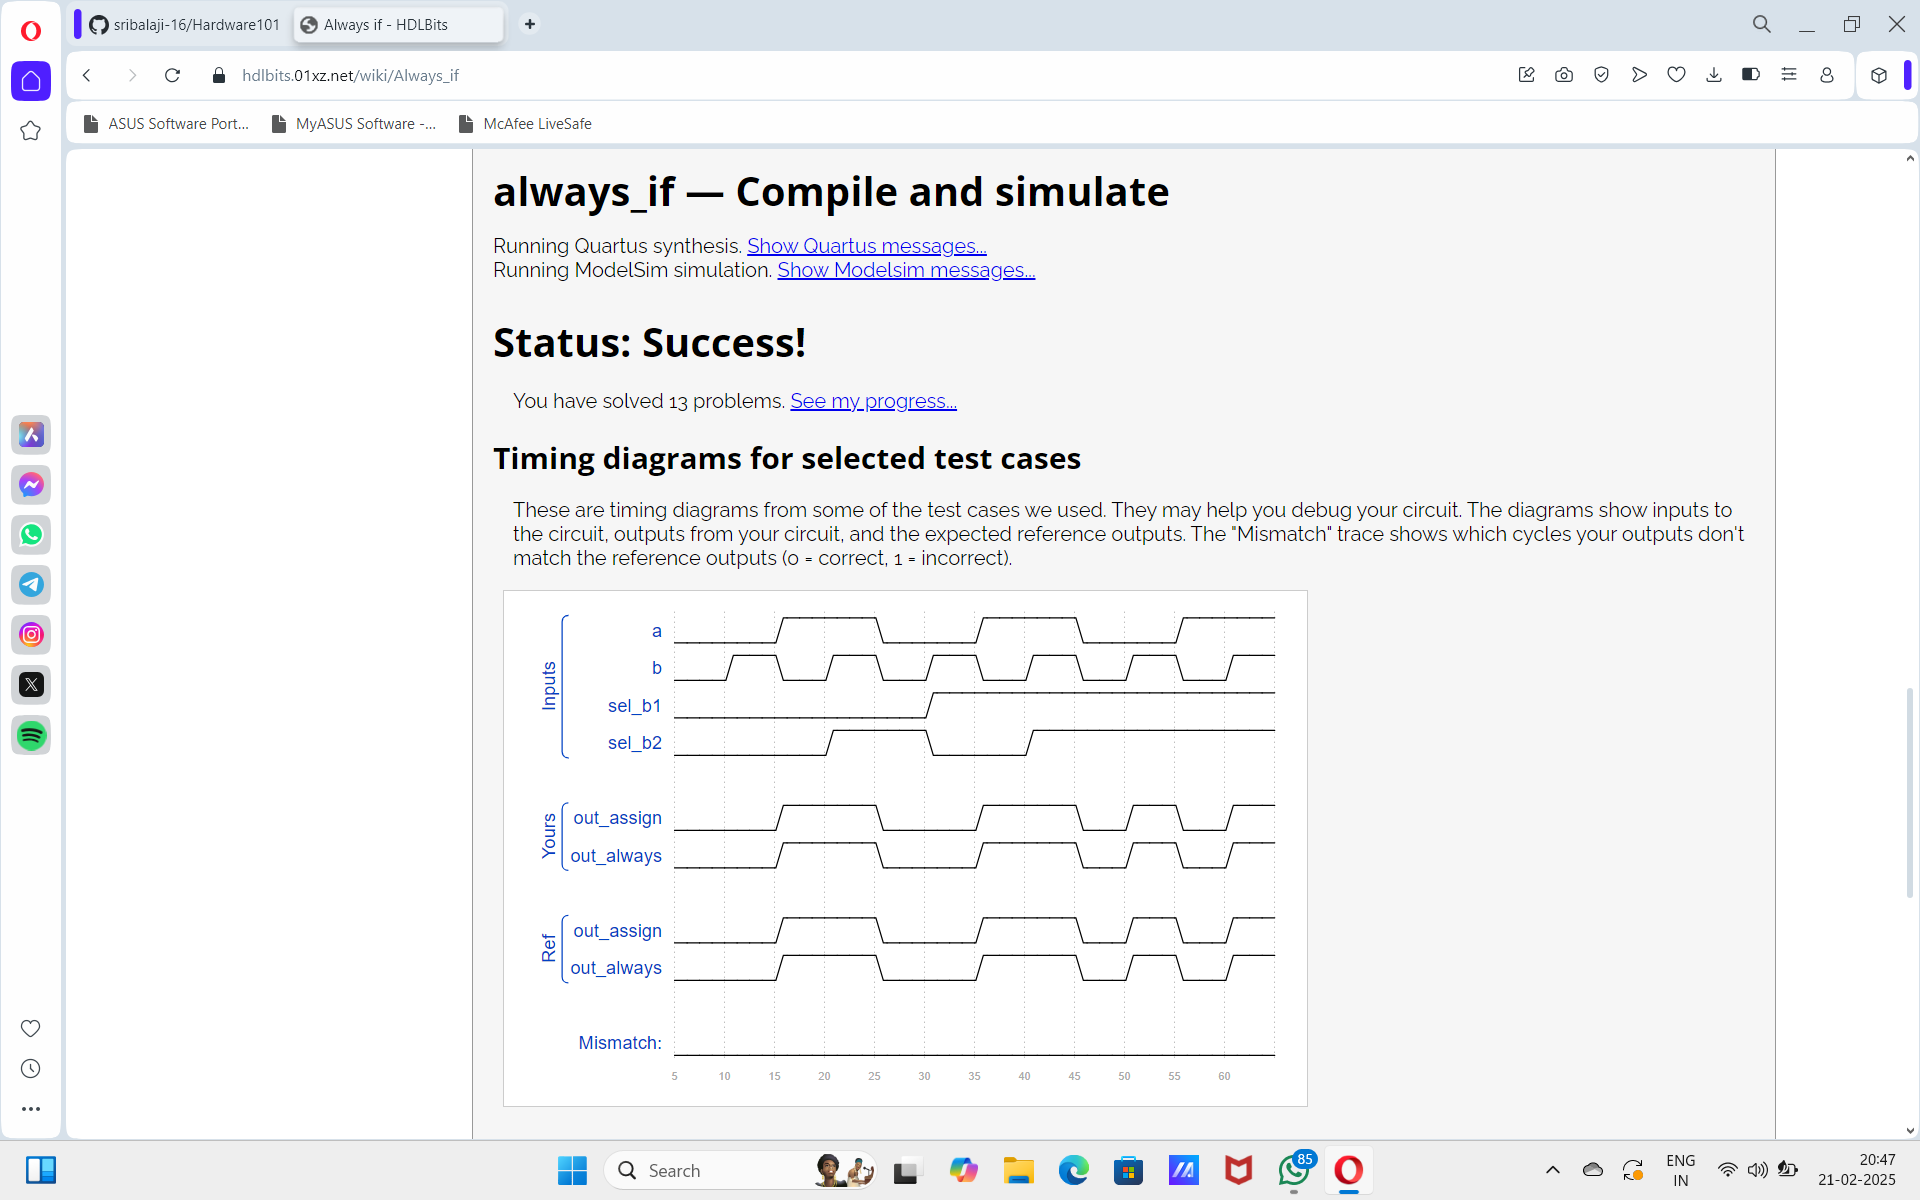 sribalaji-16/Hardware101
Always if - HDLBits
hdlbits.01xz.net/wiki/Always_if
ASUS Software Port...
MyASUS Software -...
McAfee LiveSafe
always_if — Compile and simulate
Running Quartus synthesis. Show Quartus messages...
Running ModelSim simulation. Show Modelsim messages...
Status: Success!
You have solved 13 problems. See my progress...
Timing diagrams for selected test cases
These are timing diagrams from some of the test cases we used. They may help you debug your circuit. The diagrams show inputs to
the circuit, outputs from your circuit, and the expected reference outputs. The "Mismatch" trace shows which cycles your outputs don't
match the reference outputs (0 = correct, 1 = incorrect).
Inputs
a
b
sel_b1
sel_b2
Yours
out_assign
out_always
Ref
out_assign
out_always
Mismatch:
5 10 15 20 25 30 35 40 45 50 55 60
Search
85
ENG
IN
20:47
21-02-2025